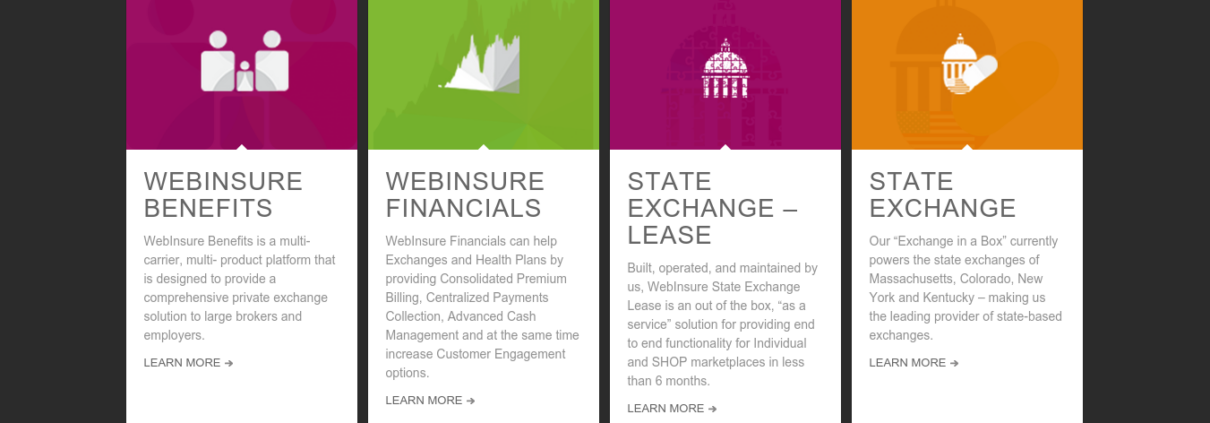 WEBINSURE
BENEFITS
WebInsure Benefits is a multi-
carrier, multi- product platform that
is designed to provide a
comprehensive private exchange
solution to large brokers and
employers.
LEARN MORE →
WEBINSURE
FINANCIALS
WebInsure Financials can help
Exchanges and Health Plans by
providing Consolidated Premium
Billing, Centralized Payments
Collection, Advanced Cash
Management and at the same time
increase Customer Engagement
options.
LEARN MORE →
STATE
EXCHANGE –
LEASE
Built, operated, and maintained by
us, WebInsure State Exchange
Lease is an out of the box, “as a
service” solution for providing end
to end functionality for Individual
and SHOP marketplaces in less
than 6 months.
LEARN MORE →
STATE
EXCHANGE
Our “Exchange in a Box” currently
powers the state exchanges of
Massachusetts, Colorado, New
York and Kentucky – making us
the leading provider of state-based
exchanges.
LEARN MORE →